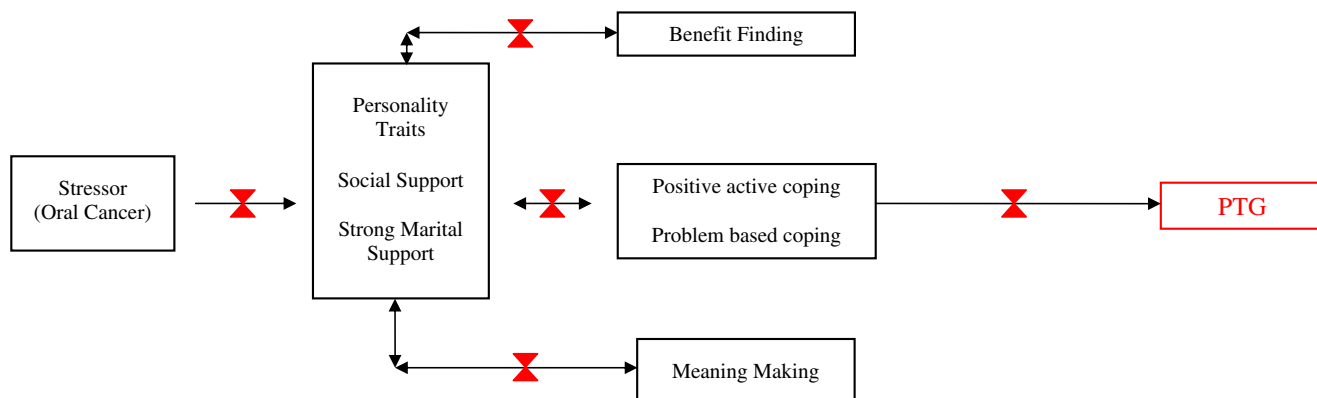 Benefit Finding
Personality
Traits
Social Support
Strong Marital
Support
Stressor
(Oral Cancer)
Positive active coping
Problem based coping
PTG
Meaning Making